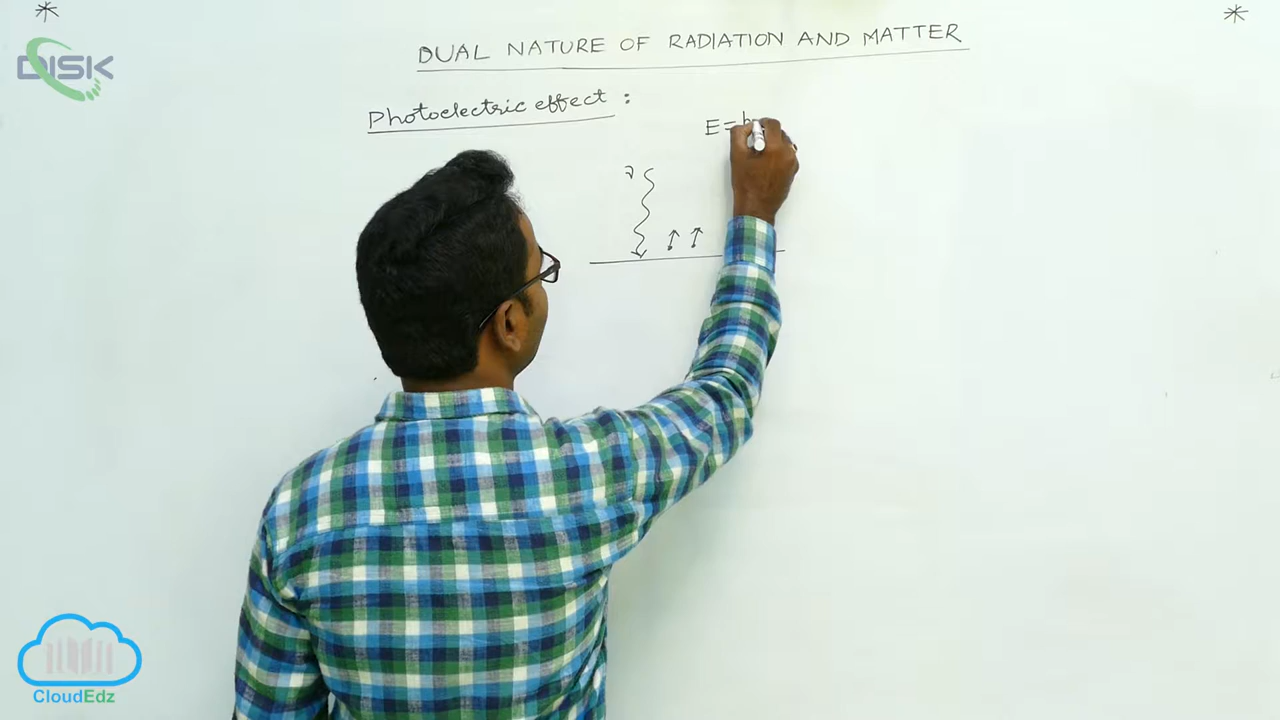 DUAL NATURE OF RADIATION AND MATTER
DISK
Photoelectric effect :
E = h
CloudEdz